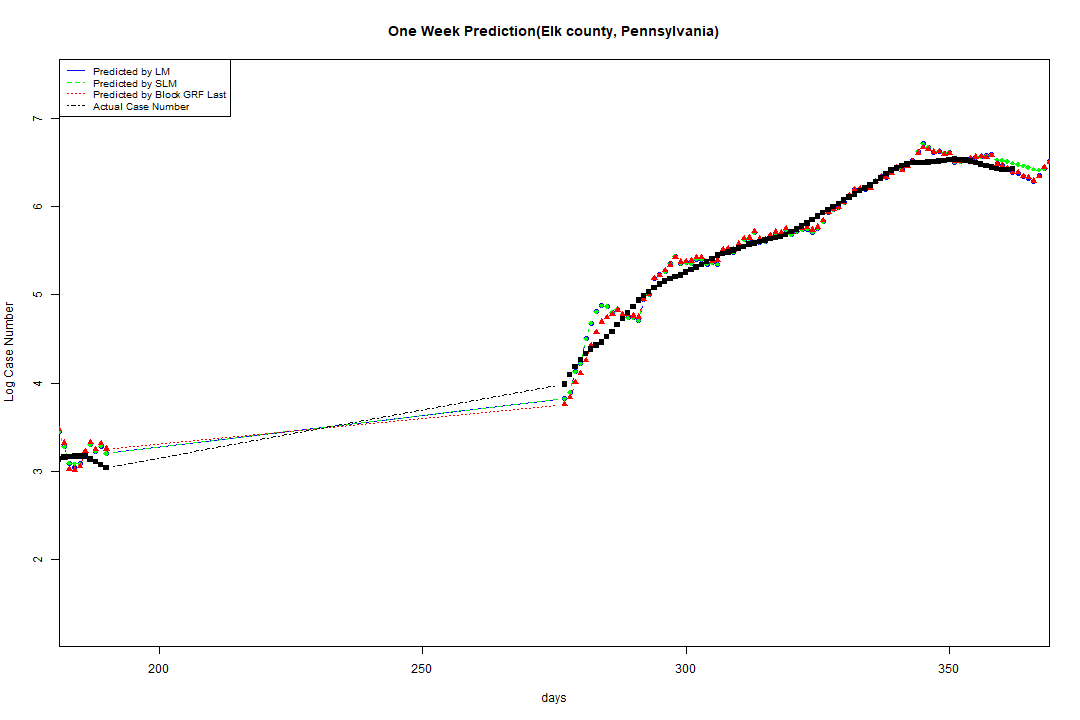 One Week Prediction(Elk county, Pennsylvania)
Predicted by LM
Predicted by SLM
Predicted by Block GRF Last
Actual Case Number
7
6
5
4
3
2
Log Case Number
200 250 300 350
days